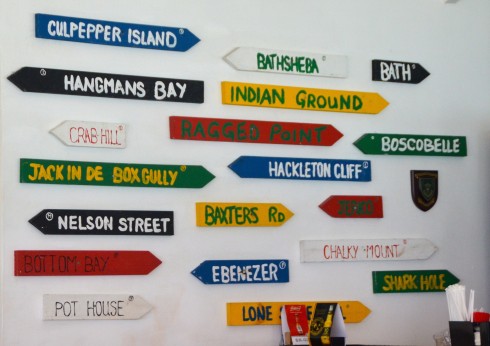 CULPEPPER ISLAND
BATHSHEBA
BATH
HANGMANS BAY
INDIAN GROUND
CRAB HILL
RAGGED POINT
BOSCOBELLE
JACK IN DE BOX GULLY
HACKLETON CLIFF
NELSON STREET
BAXTERS RD
CHALKY MOUNT
BOTTOM BAY
EBENEZER
SHARK HOLE
POT HOUSE
LONE